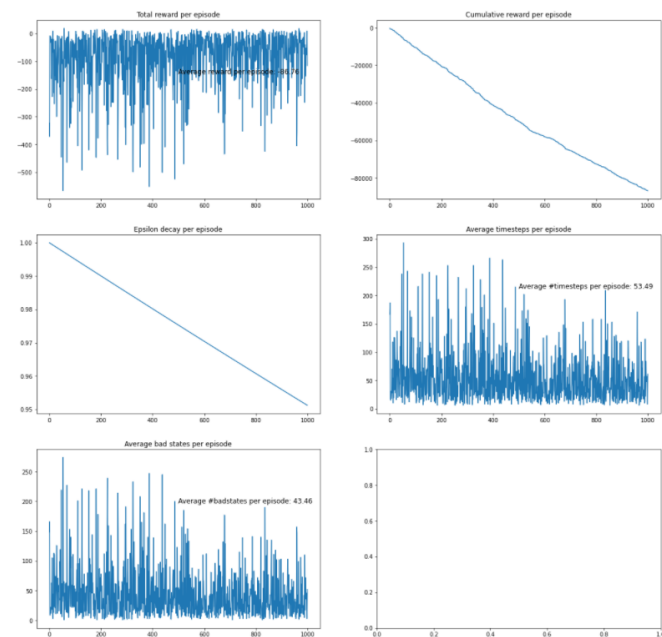 Total reward per episode
Cumulative reward per episode
0
−100
−200
−300
−400
−500
Average reward per episode: -86.76
0 200 400 600 800 1000
0
−20000
−40000
−60000
−80000
0 200 400 600 800 1000
Epsilon decay per episode
Average timesteps per episode
1.00
0.99
0.98
0.97
0.96
0.95
0 200 400 600 800 1000
300
250
200
150
100
50
0
Average #timesteps per episode: 53.49
0 200 400 600 800 1000
Average bad states per episode
250
200
150
100
50
0
Average #badstates per episode: 43.46
0 200 400 600 800 1000
1.0
0.8
0.6
0.4
0.2
0.0
0.0 0.2 0.4 0.6 0.8 1.0